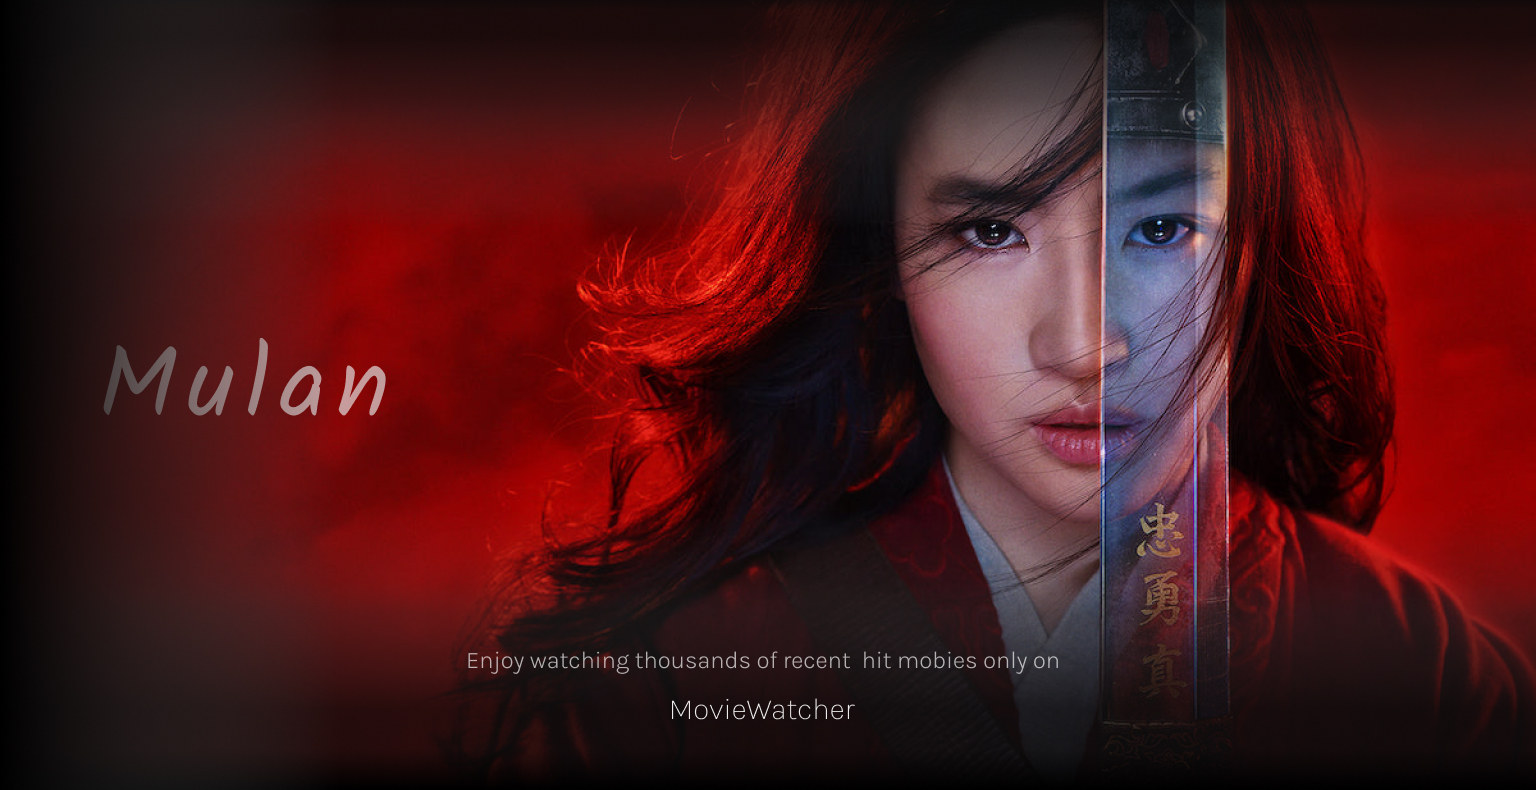 Mulan
忠
勇
真
Enjoy watching thousands of recent  hit mobies only on
MovieWatcher